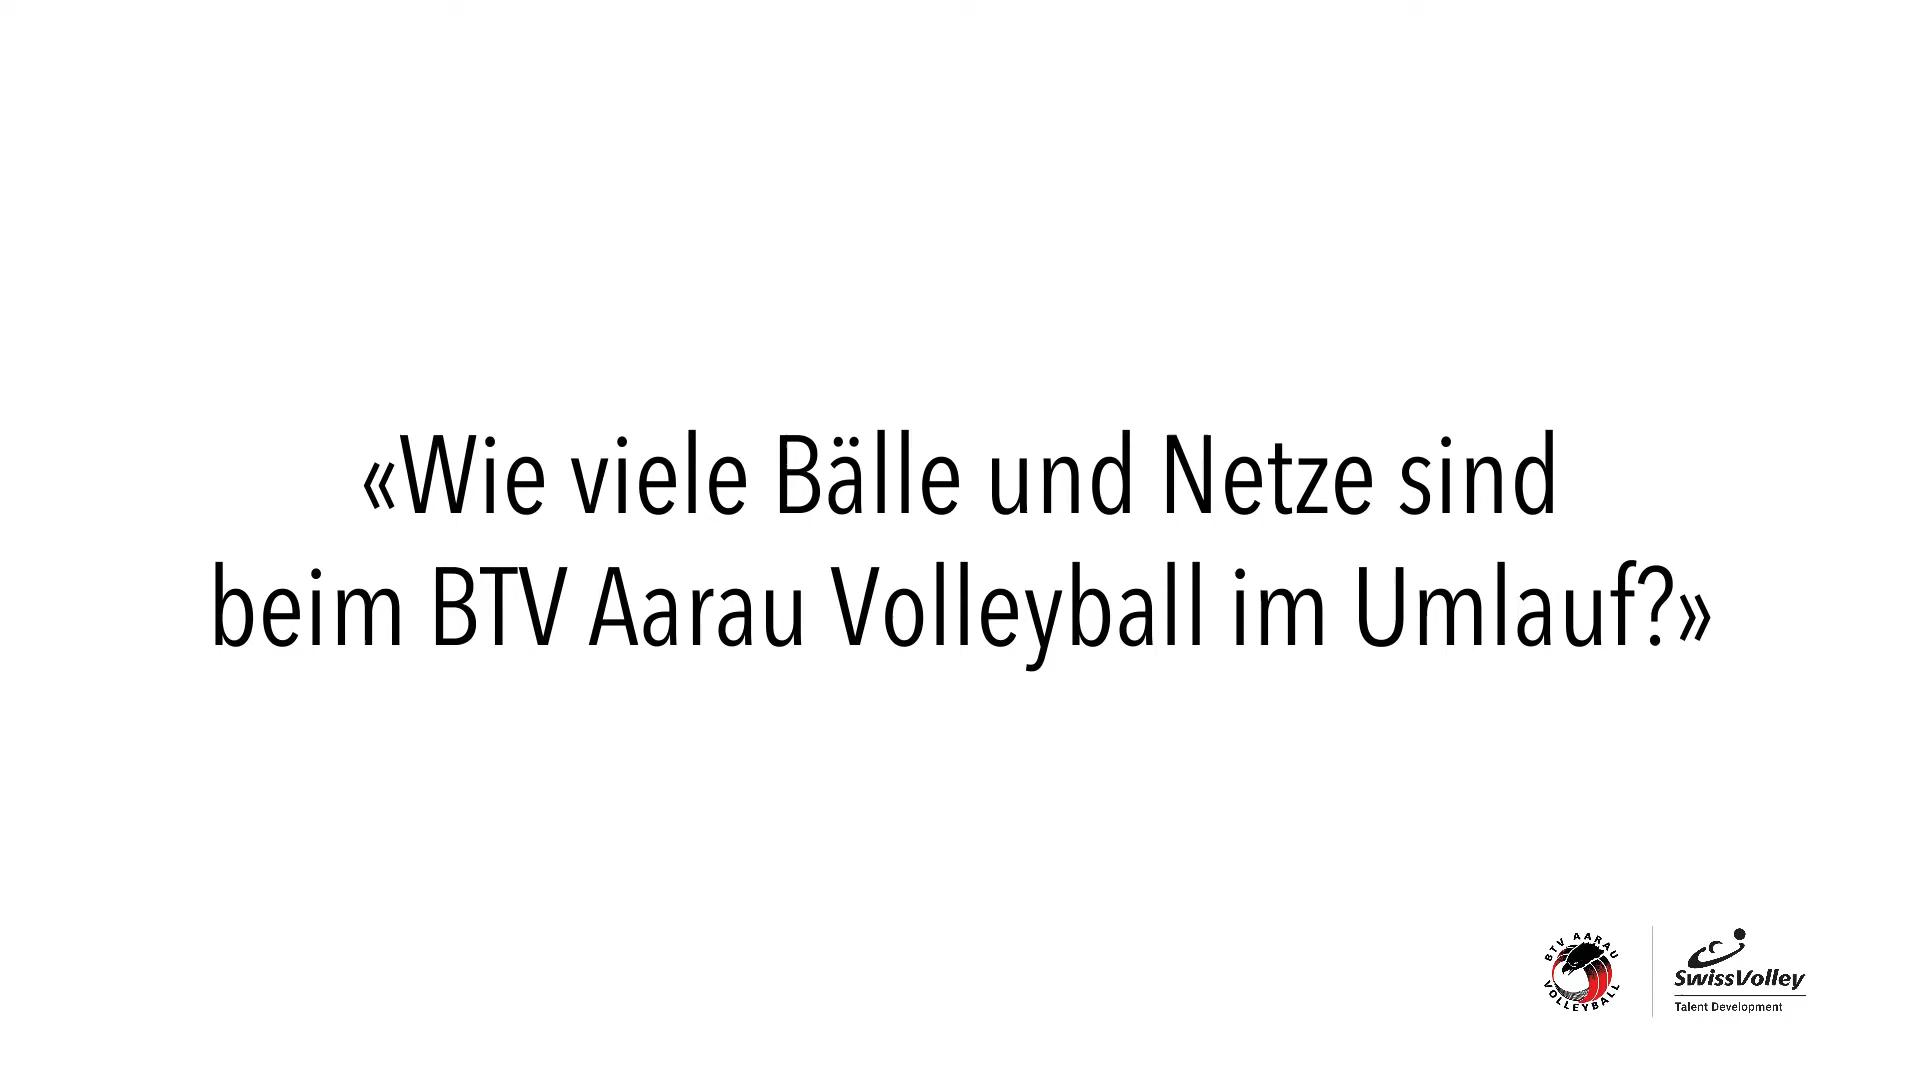 «Wie viele Bälle und Netze sind
beim BTV Aarau Volleyball im Umlauf?»
BTV AARAU
VOLLEYBALL
SwissVolley
Talent Development